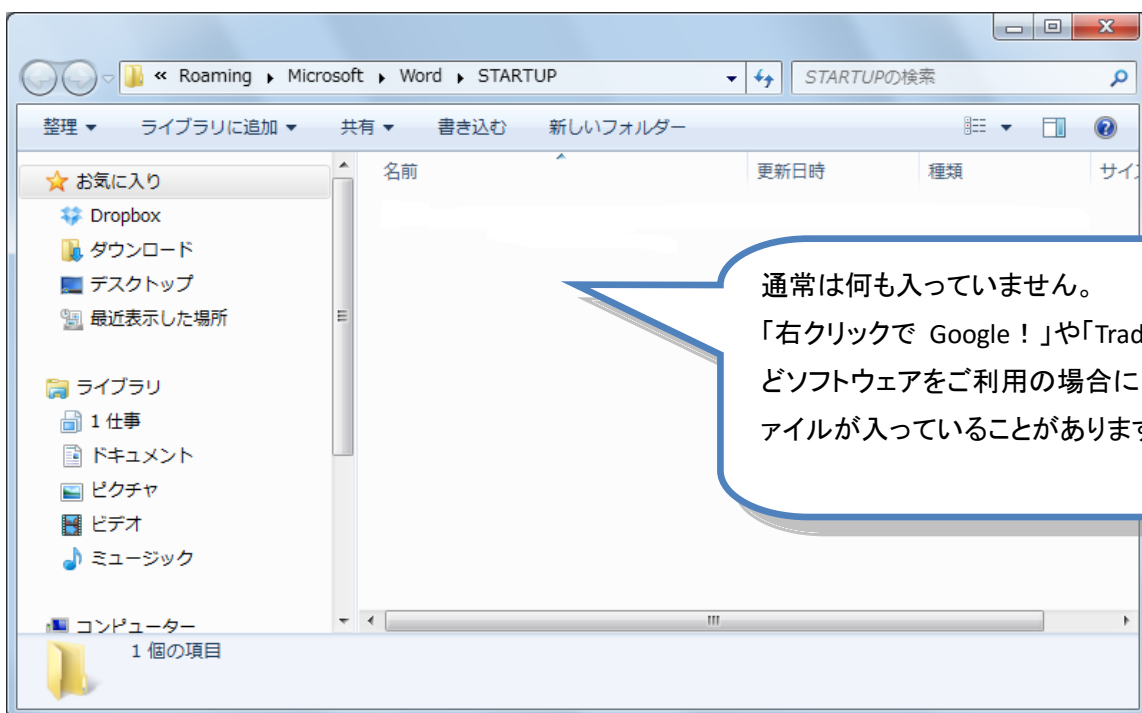 « Roaming ▸ Microsoft ▸ Word ▸ STARTUP
STARTUPの検索
整理 ライブラリに追加 共有 書き込む 新しいフォルダー
名前 更新日時 種類 サイズ
お気に入り
Dropbox
ダウンロード
デスクトップ
最近表示した場所
ライブラリ
1 仕事
ドキュメント
ピクチャ
ビデオ
ミュージック
コンピューター
1 個の項目
通常は何も入っていません。
「右クリックで Google！」や「Trad
どソフトウェアをご利用の場合に
ァイルが入っていることがあります